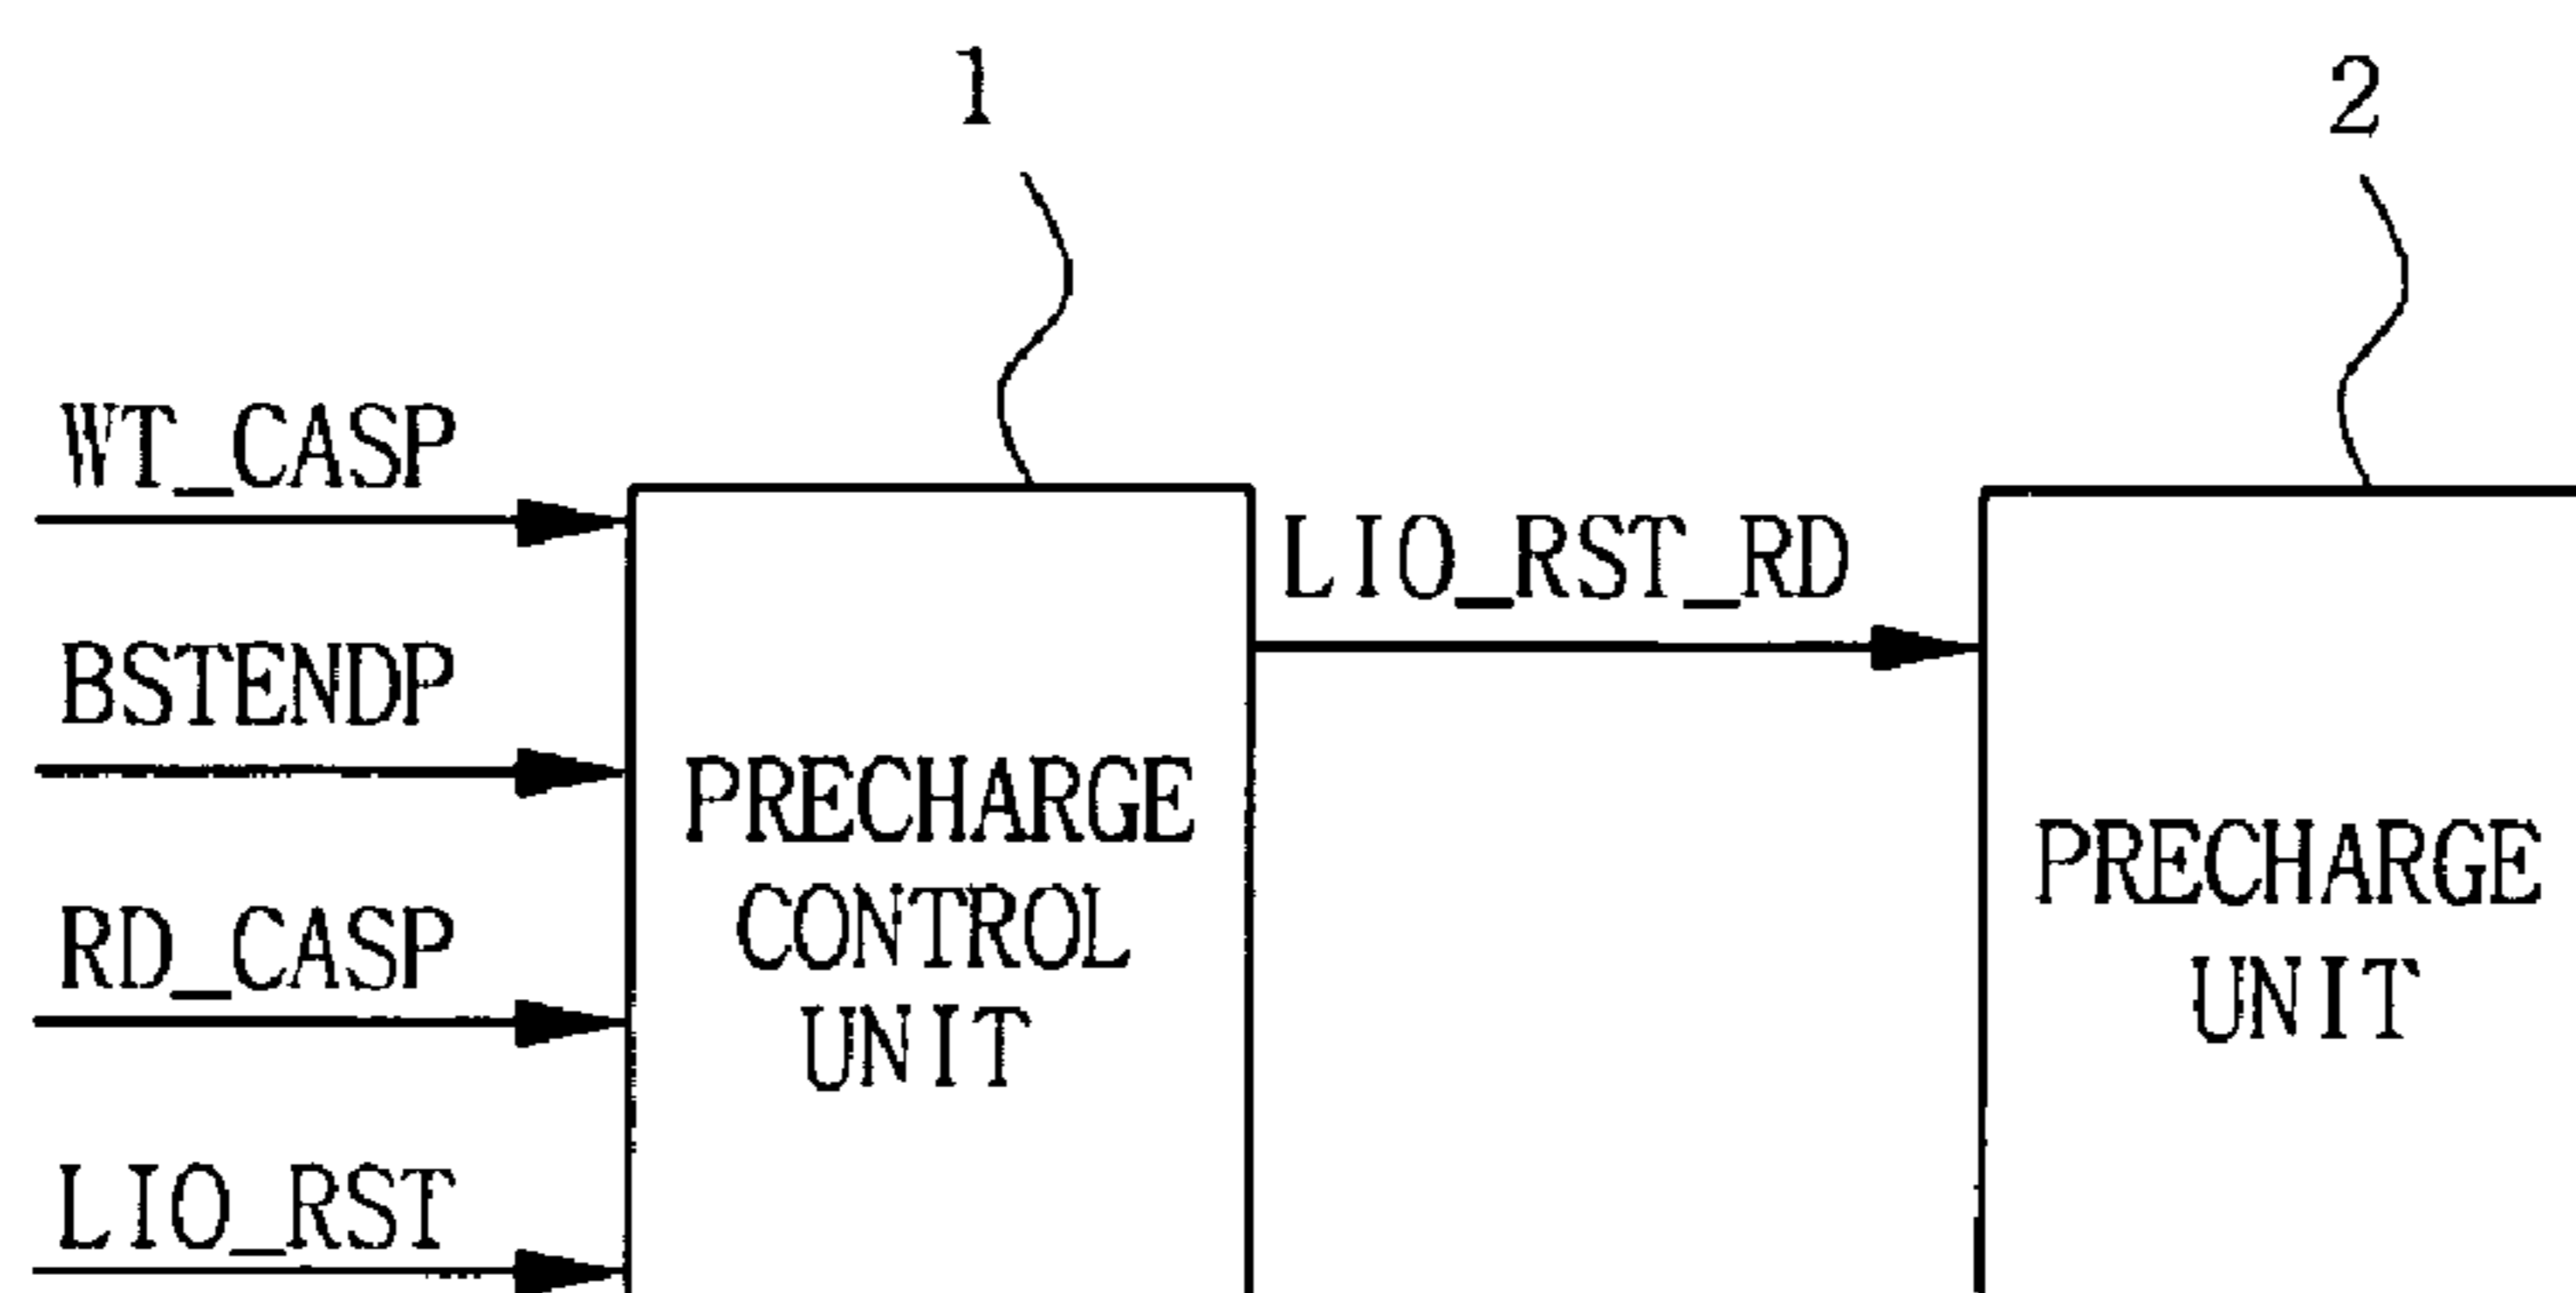 1
2
WT_CASP
BSTENDP
RD_CASP
LIO_RST
PRECHARGE
CONTROL
UNIT
LIO_RST_RD
PRECHARGE
UNIT